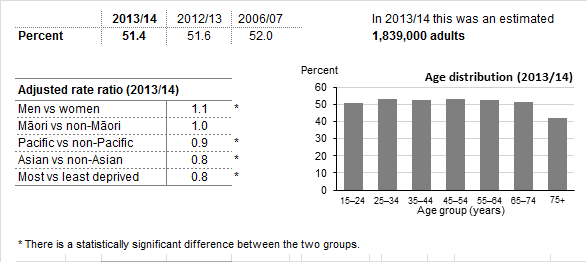 2013/14 2012/13 2006/07
Percent 51.4 51.6 52.0
In 2013/14 this was an estimated
1,839,000 adults
Adjusted rate ratio (2013/14)
Men vs women 1.1 *
Māori vs non-Māori 1.0
Pacific vs non-Pacific 0.9 *
Asian vs non-Asian 0.8 *
Most vs least deprived 0.8 *
Percent
Age distribution (2013/14)
60
50
40
30
20
10
0
15–24 25–34 35–44 45–54 55–64 65–74 75+
Age group (years)
* There is a statistically significant difference between the two groups.